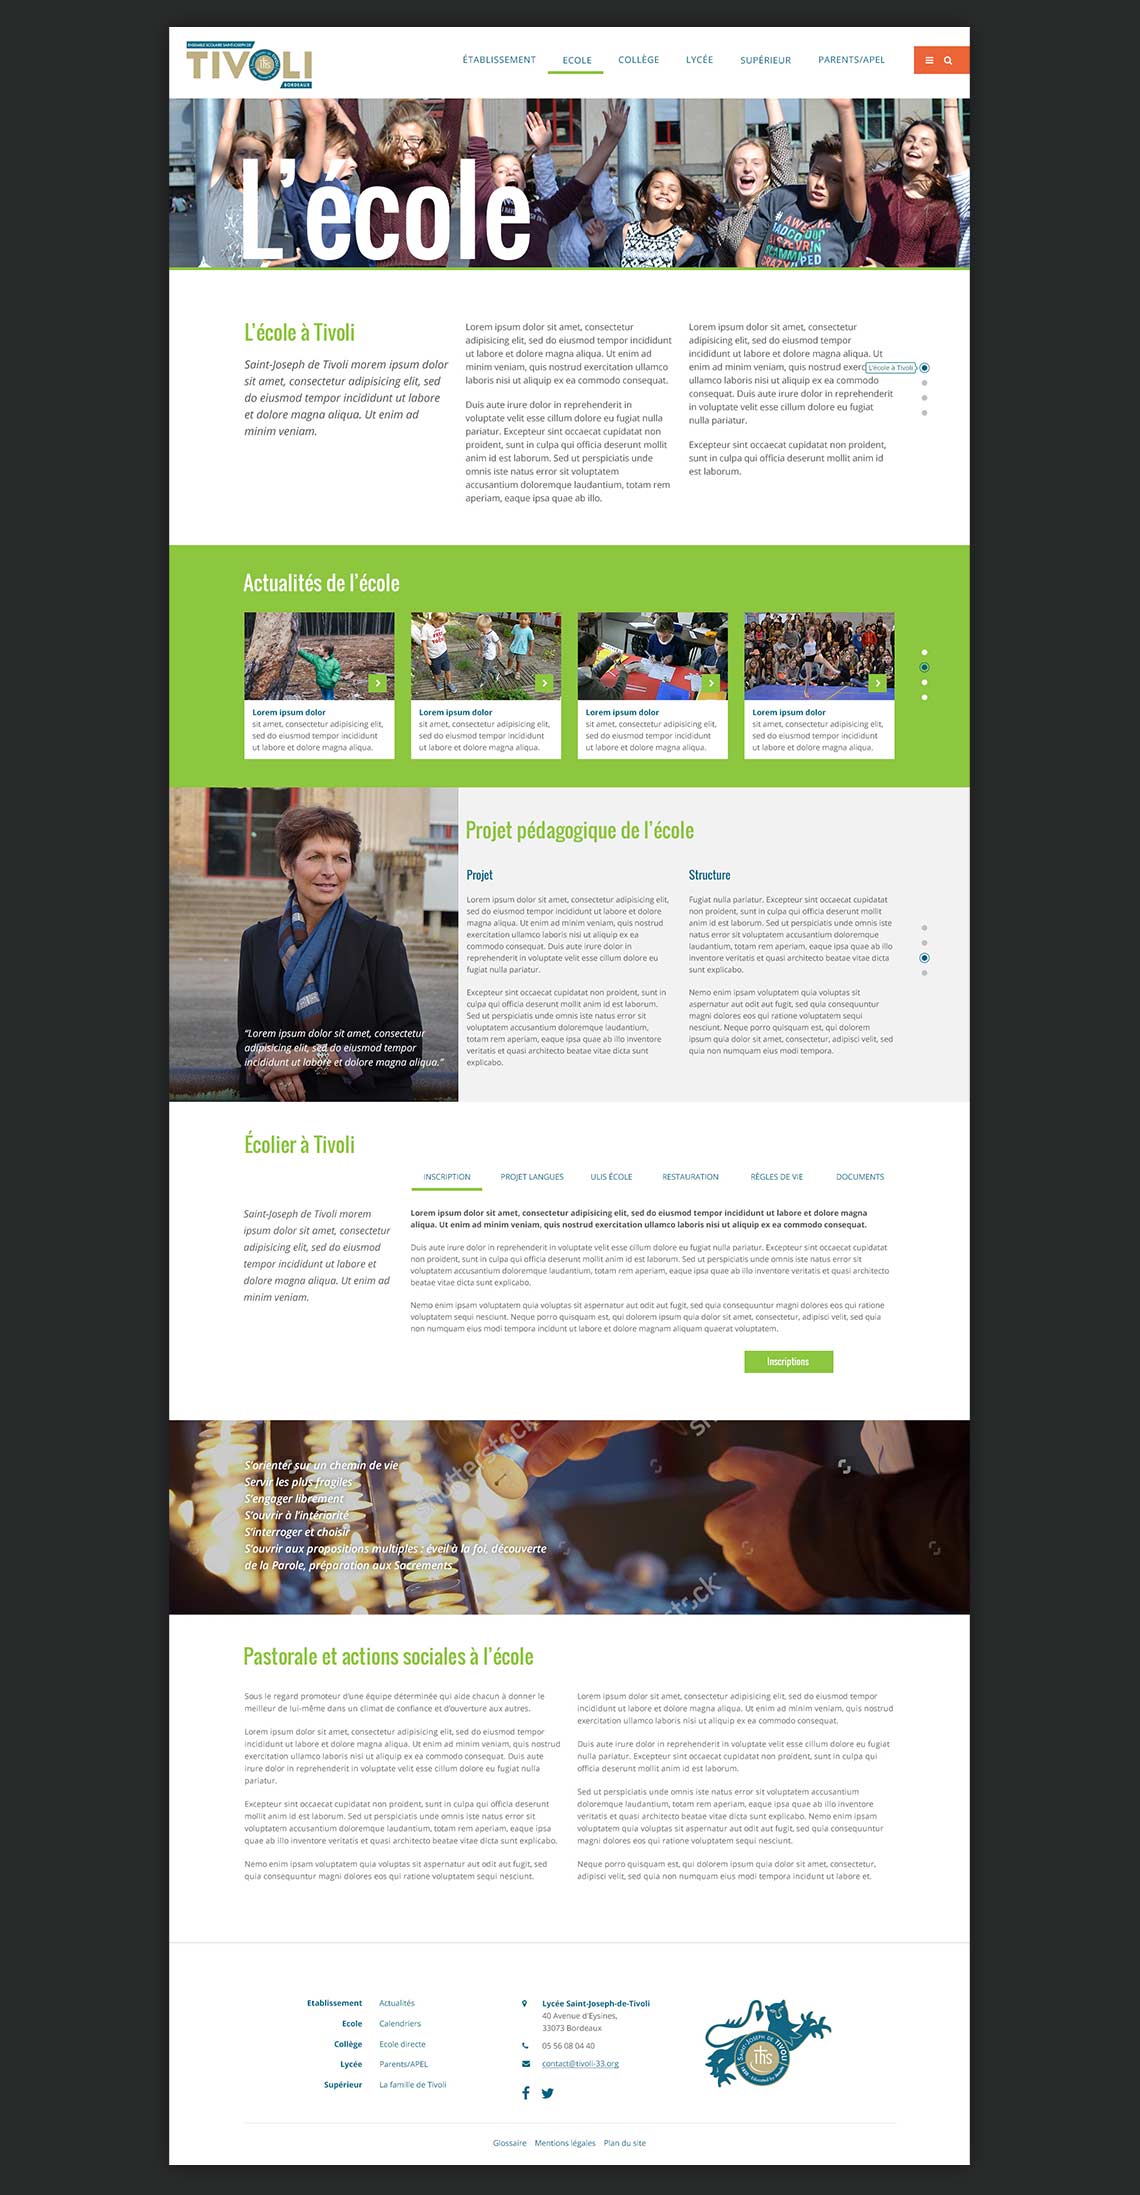 ENSEMBLE SCOLAIRE SAINT-JOSEPH DE
TIVOLI
BORDEAUX
ÉTABLISSEMENT
ECOLE
COLLÈGE
LYCÉE
SUPÉRIEUR
PARENTS/APEL
L'école
L'école à Tivoli
Saint-Joseph de Tivoli morem ipsum dolor
sit amet, consectetur adipisicing elit, sed
do eiusmod tempor incididunt ut labore
et dolore magna aliqua. Ut enim ad
minim veniam.
Lorem ipsum dolor sit amet, consectetur
adipisicing elit, sed do eiusmod tempor incididunt
ut labore et dolore magna aliqua. Ut enim ad
minim veniam, quis nostrud exercitation ullamco
laboris nisi ut aliquip ex ea commodo consequat.
Duis aute irure dolor in reprehenderit in
voluptate velit esse cillum dolore eu fugiat nulla
pariatur. Excepteur sint occaecat cupidatat non
proident, sunt in culpa qui officia deserunt mollit
anim id est laborum. Sed ut perspiciatis unde
omnis iste natus error sit voluptatem
accusantium doloremque laudantium, totam rem
aperiam, eaque ipsa quae ab illo.
Lorem ipsum dolor sit amet, consectetur
adipisicing elit, sed do eiusmod tempor
incididunt ut labore et dolore magna aliqua. Ut
enim ad minim veniam, quis nostrud exerc
L'école à Tivoli
ullamco laboris nisi ut aliquip ex ea commodo
consequat. Duis aute irure dolor in reprehenderit
in voluptate velit esse cillum dolore eu fugiat
nulla pariatur.
Excepteur sint occaecat cupidatat non proident,
sunt in culpa qui officia deserunt mollit anim id
est laborum.
Actualités de l'école
Lorem ipsum dolor
sit amet, consectetur adipisicing elit,
sed do eiusmod tempor incididunt
ut labore et dolore magna aliqua.
Lorem ipsum dolor
sit amet, consectetur adipisicing elit,
sed do eiusmod tempor incididunt
ut labore et dolore magna aliqua.
Lorem ipsum dolor
sit amet, consectetur adipisicing elit,
sed do eiusmod tempor incididunt
ut labore et dolore magna aliqua.
Lorem ipsum dolor
sit amet, consectetur adipisicing elit,
sed do eiusmod tempor incididunt
ut labore et dolore magna aliqua.
"Lorem ipsum dolor sit amet, consectetur
adipisicing elit, sed do eiusmod tempor
incididunt ut labore et dolore magna aliqua."
Projet pédagogique de l'école
Projet
Lorem ipsum dolor sit amet, consectetur adipisicing elit,
sed do eiusmod tempor incididunt ut labore et dolore
magna aliqua. Ut enim ad minim veniam, quis nostrud
exercitation ullamco laboris nisi ut aliquip ex ea
commodo consequat. Duis aute irure dolor in
reprehenderit in voluptate velit esse cillum dolore eu
fugiat nulla pariatur.
Excepteur sint occaecat cupidatat non proident, sunt in
culpa qui officia deserunt mollit anim id est laborum.
Sed ut perspiciatis unde omnis iste natus error sit
voluptatem accusantium doloremque laudantium, totam
rem aperiam, eaque ipsa quae ab illo inventore
veritatis et quasi architecto beatae vitae dicta sunt
explicabo.
Structure
Fugiat nulla pariatur. Excepteur sint occaecat cupidatat
non proident, sunt in culpa qui officia deserunt mollit
anim id est laborum. Sed ut perspiciatis unde omnis iste
natus error sit voluptatem accusantium doloremque
laudantium, totam rem aperiam, eaque ipsa quae ab illo
inventore veritatis et quasi architecto beatae vitae dicta
sunt explicabo.
Nemo enim ipsam voluptatem quia voluptas sit
aspernatur aut odit aut fugit, sed quia consequuntur
magni dolores eos qui ratione voluptatem sequi
nesciunt. Neque porro quisquam est, qui dolorem
ipsum quia dolor sit amet, consectetur, adipisci velit, sed
quia non numquam eius modi tempora.
Écolier à Tivoli
INSCRIPTION
PROJET LANGUES
ULIS ÉCOLE
RESTAURATION
RÈGLES DE VIE
DOCUMENTS
Saint-Joseph de Tivoli morem
ipsum dolor sit amet, consectetur
adipisicing elit, sed do eiusmod
tempor incididunt ut labore et
dolore magna aliqua. Ut enim ad
minim veniam.
Lorem ipsum dolor sit amet, consectetur adipisicing elit, sed do eiusmod tempor incididunt ut labore et dolore magna
aliqua. Ut enim ad minim veniam, quis nostrud exercitation ullamco laboris nisi ut aliquip ex ea commodo consequat.
Duis aute irure dolor in reprehenderit in voluptate velit esse cillum dolore eu fugiat nulla pariatur. Excepteur sint occaecat cupidatat
non proident, sunt in culpa qui officia deserunt mollit anim id est laborum. Sed ut perspiciatis unde omnis iste natus error sit
voluptatem accusantium doloremque laudantium, totam rem aperiam, eaque ipsa quae ab illo inventore veritatis et quasi architecto
beatae vitae dicta sunt explicabo.
Nemo enim ipsam voluptatem quia voluptas sit aspernatur aut odit aut fugit, sed quia consequuntur magni dolores eos qui ratione
voluptatem sequi nesciunt. Neque porro quisquam est, qui dolorem ipsum quia dolor sit amet, consectetur, adipisci velit, sed quia
non numquam eius modi tempora incidunt ut labore et dolore magnam aliquam quaerat voluptatem.
Inscriptions
S'orienter sur un chemin de vie
Servir les plus fragiles
S'engager librement
S'ouvrir à l'intériorité
S'interroger et choisir
S'ouvrir aux propositions multiples : éveil à la foi, découverte
de la Parole, préparation aux Sacrements
shutterstock
Pastorale et actions sociales à l'école
Sous le regard promoteur d'une équipe déterminée qui aide chacun à donner le
meilleur de lui-même dans un climat de confiance et d'ouverture aux autres.
Lorem ipsum dolor sit amet, consectetur adipisicing elit, sed do eiusmod tempor
incididunt ut labore et dolore magna aliqua. Ut enim ad minim veniam, quis nostrud
exercitation ullamco laboris nisi ut aliquip ex ea commodo consequat. Duis aute
irure dolor in reprehenderit in voluptate velit esse cillum dolore eu fugiat nulla
pariatur.
Excepteur sint occaecat cupidatat non proident, sunt in culpa qui officia deserunt
mollit anim id est laborum. Sed ut perspiciatis unde omnis iste natus error sit
voluptatem accusantium doloremque laudantium, totam rem aperiam, eaque ipsa
quae ab illo inventore veritatis et quasi architecto beatae vitae dicta sunt explicabo.
Nemo enim ipsam voluptatem quia voluptas sit aspernatur aut odit aut fugit, sed
quia consequuntur magni dolores eos qui ratione voluptatem sequi nesciunt.
Lorem ipsum dolor sit amet, consectetur adipisicing elit, sed do eiusmod tempor
incididunt ut labore et dolore magna aliqua. Ut enim ad minim veniam, quis nostrud
exercitation ullamco laboris nisi ut aliquip ex ea commodo consequat.
Duis aute irure dolor in reprehenderit in voluptate velit esse cillum dolore eu fugiat
nulla pariatur. Excepteur sint occaecat cupidatat non proident, sunt in culpa qui
officia deserunt mollit anim id est laborum.
Sed ut perspiciatis unde omnis iste natus error sit voluptatem accusantium
doloremque laudantium, totam rem aperiam, eaque ipsa quae ab illo inventore
veritatis et quasi architecto beatae vitae dicta sunt explicabo. Nemo enim ipsam
voluptatem quia voluptas sit aspernatur aut odit aut fugit, sed quia consequuntur
magni dolores eos qui ratione voluptatem sequi nesciunt.
Neque porro quisquam est, qui dolorem ipsum quia dolor sit amet, consectetur,
adipisci velit, sed quia non numquam eius modi tempora incidunt ut labore et.
Etablissement
Ecole
Collège
Lycée
Supérieur
Actualités
Calendriers
Ecole directe
Parents/APEL
La famille de Tivoli
Lycée Saint-Joseph-de-Tivoli
40 Avenue d'Eysines,
33073 Bordeaux
05 56 08 04 40
contact@tivoli-33.org
SAINT-JOSEPH DE TIVOLI
ihs
Glossaire
Mentions légales
Plan du site